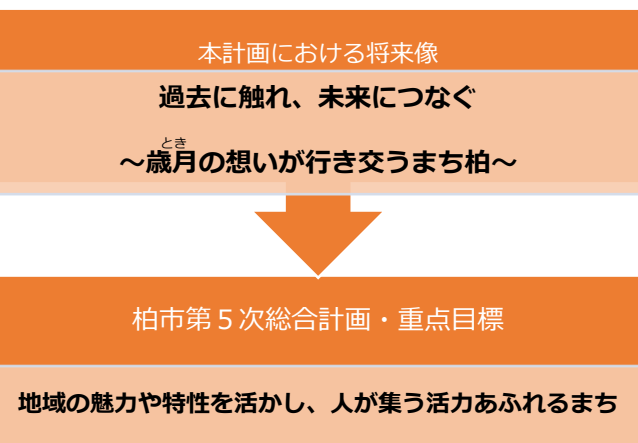 本計画における将来像
過去に触れ、未来につなぐ
とき
～歳月の想いが行き交うまち柏～
柏市第５次総合計画・重点目標
地域の魅力や特性を活かし、人が集う活力あふれるまち